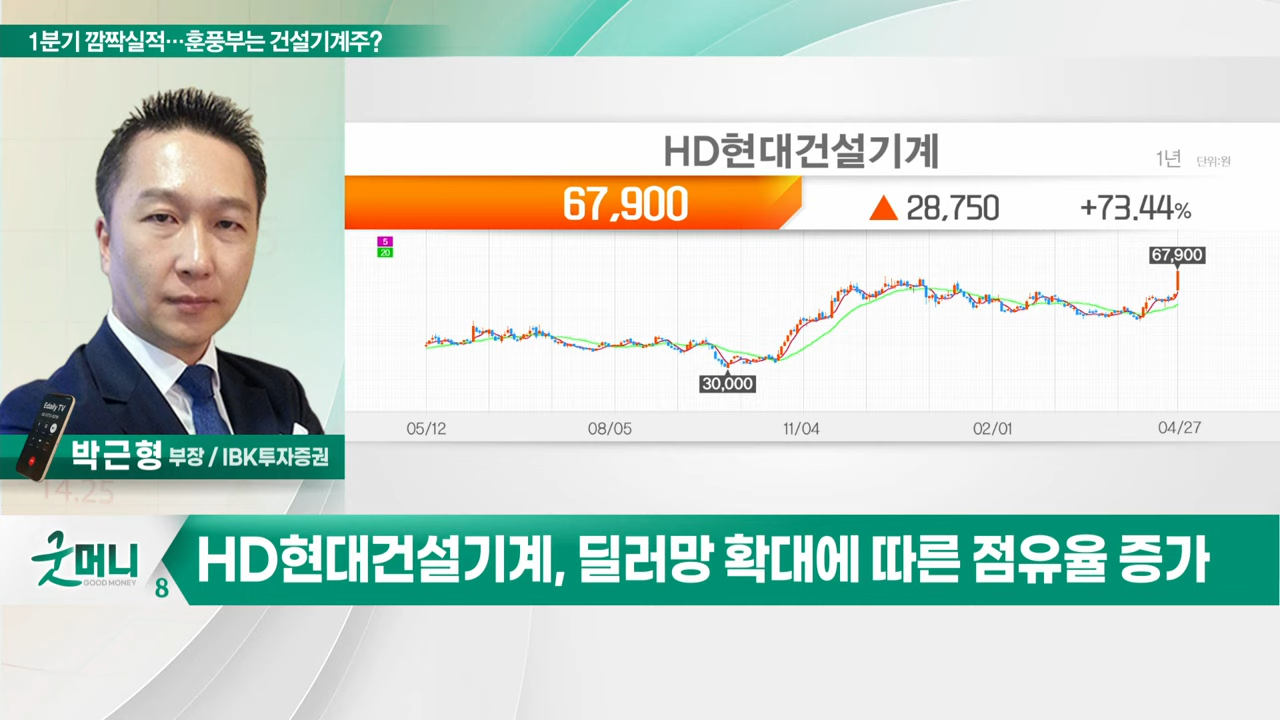 1분기 깜짝실적…훈풍부는 건설기계주?
HD현대건설기계
1년 단위:원
67,900 ▲ 28,750 +73.44%
5
20
67,900
30,000
05/12 08/05 11/04 02/01 04/27
Edaily TV
박근형 부장 / IBK투자증권
14.25
굿머니
GOOD MONEY
8
HD현대건설기계, 딜러망 확대에 따른 점유율 증가